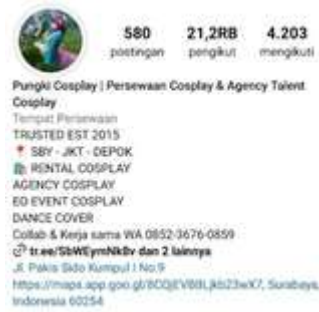 580 21,2RB 4.203
postingan pengikut mengikuti
Pungki Cosplay | Persewaan Cosplay & Agency Talent
Cosplay
Tempat Persewaan
TRUSTED EST 2015
SBY - JKT - DEPOK
RENTAL COSPLAY
AGENCY COSPLAY
EO EVENT COSPLAY
DANCE COVER
Collab & Kerja sama WA 0852-3676-0859
dan 2 lainnya
Jl. Pakis Sido Kumpul I No.9
Surabaya,
Indonesia 60254